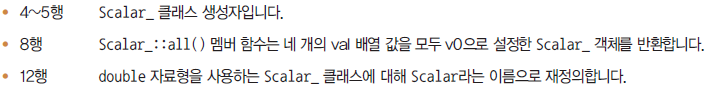 • 4~5행 Scalar_ 클래스 생성자입니다.
• 8행 Scalar_::all() 멤버 함수는 네 개의 val 배열 값을 모두 v0으로 설정한 Scalar_ 객체를 반환합니다.
• 12행 double 자료형을 사용하는 Scalar_ 클래스에 대해 Scalar라는 이름으로 재정의합니다.